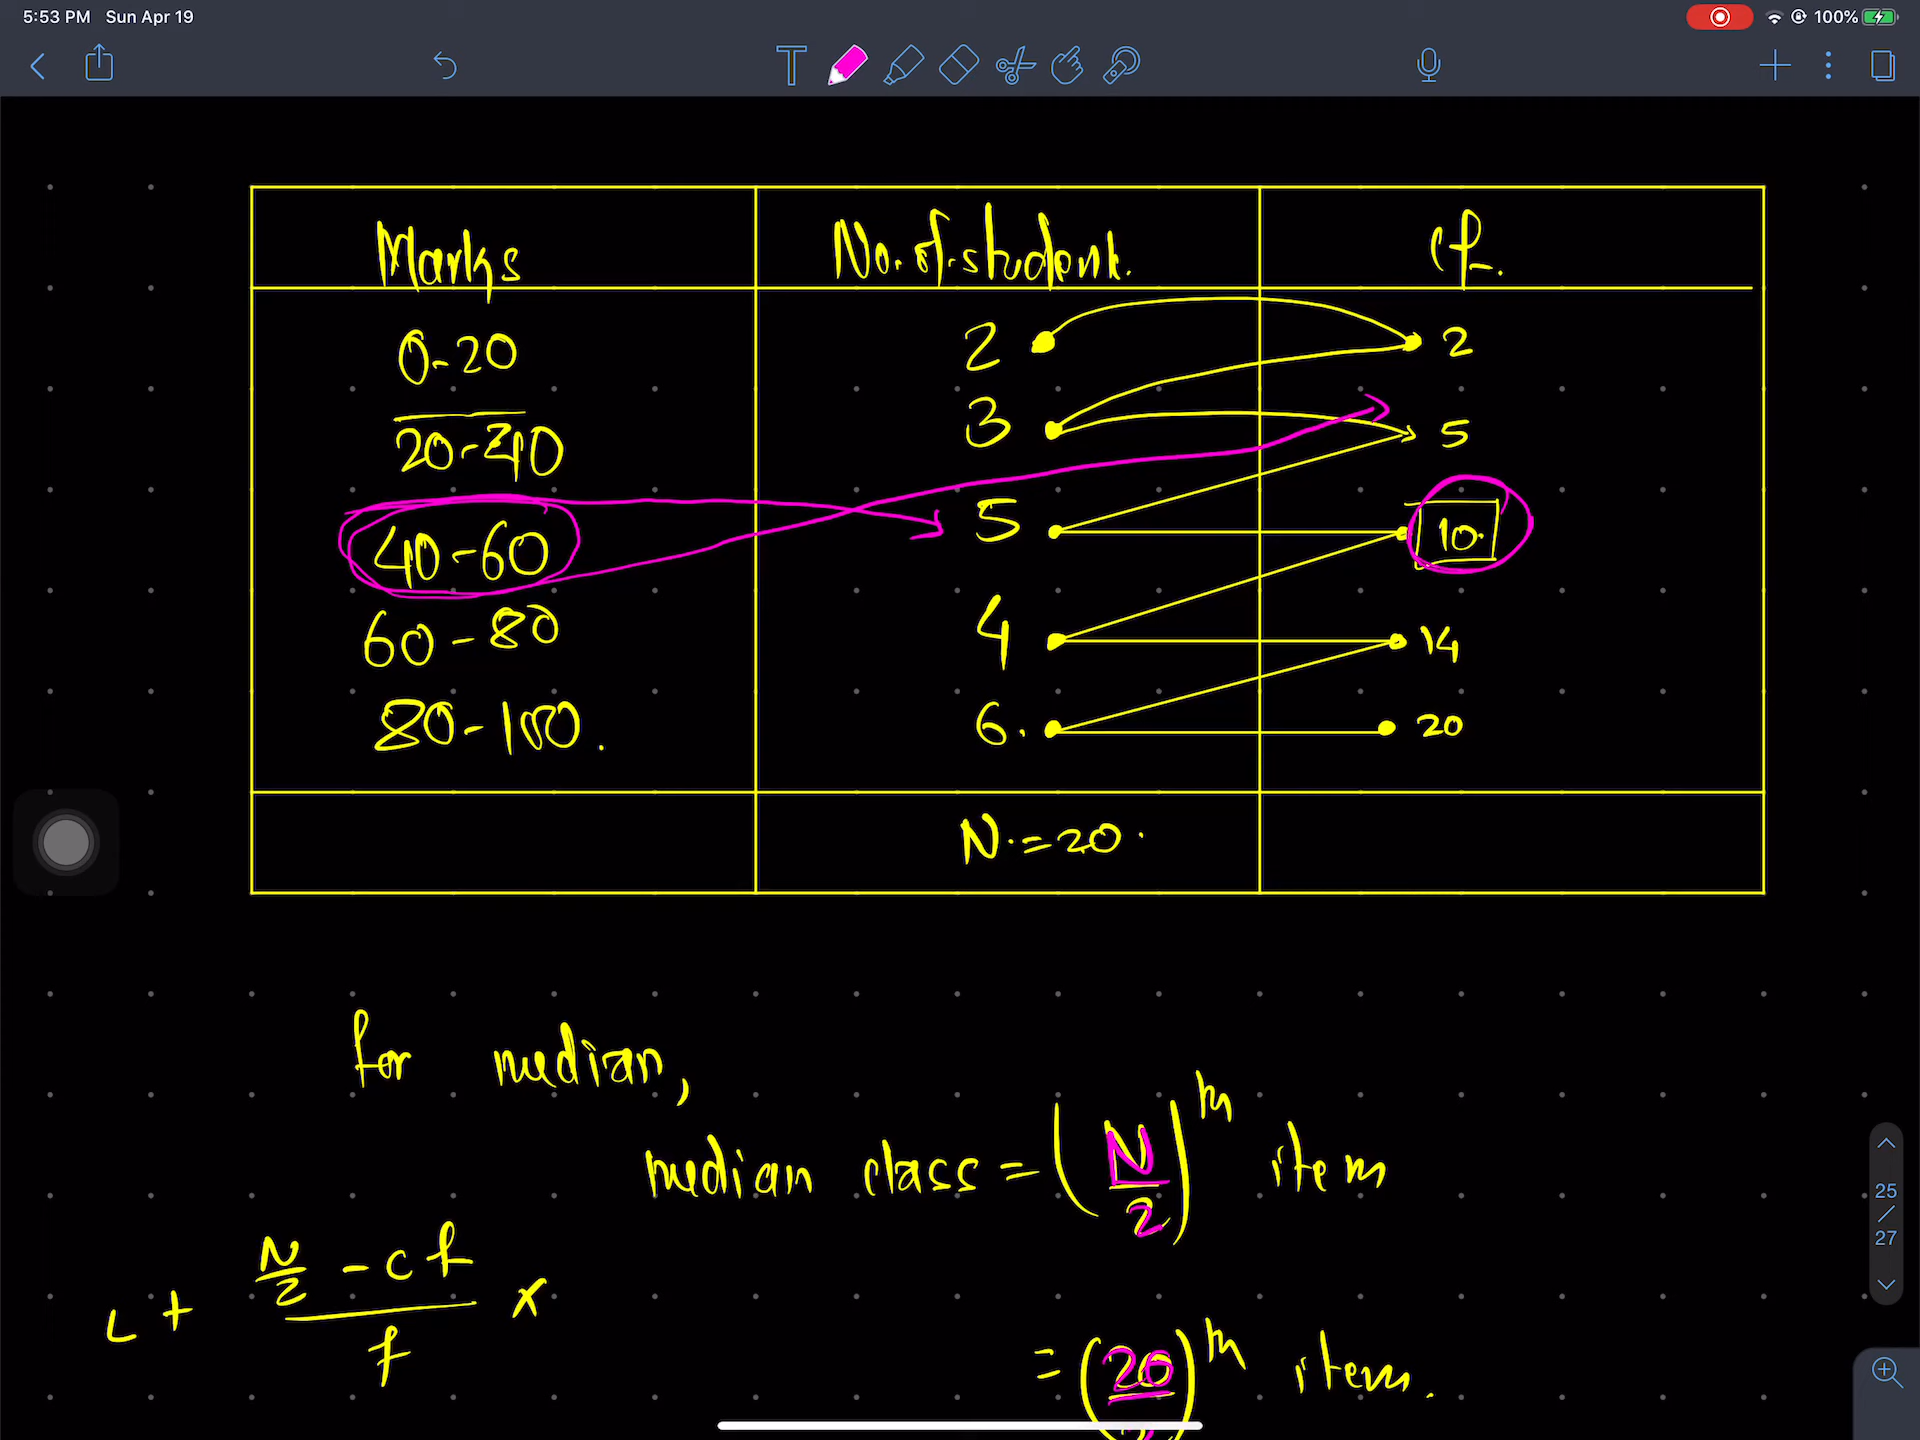 5:53 PM Sun Apr 19 100%
Marks No. of. student. cf.
0-20 2 2
20-40 3 5
40-60 5 10.
60-80 4 14
80-100. 6. 20
N.=20.
for median,
median class = (N/2)th item
L + N/2 - cf / f ×
= (20/2)th item.
25
/
27